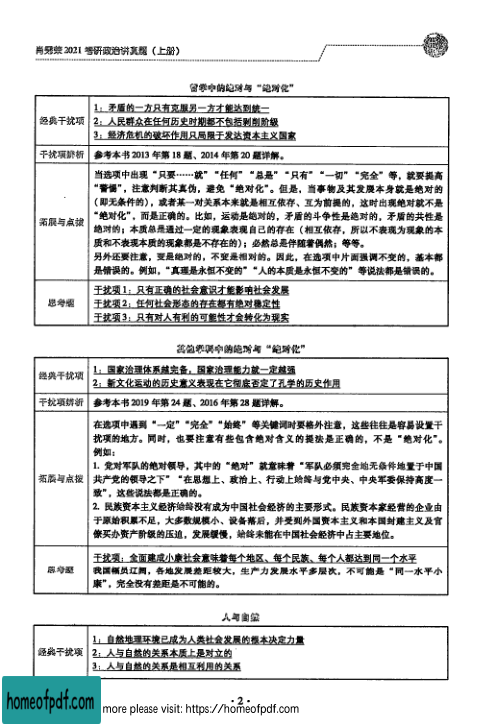 肖秀荣 2021 考研政治讲真题（上册）
哲学中的绝对与“绝对化”
经典干扰项
1：矛盾的一方只有克服另一方才能达到统一
2：人民群众在任何历史时期都不包括剥削阶级
3：经济危机的破坏作用只局限于发达资本主义国家
干扰项辨析
参考本书 2013 年第 18 题、2014 年第 20 题详解。
拓展与点拨
当选项中出现“只要……就”“任何”“总是”“只有”“一切”“完全”等，就要提高
“警惕”，注意判断其真伪，避免“绝对化”。但是，当事物及其发展本身就是绝对的
（即无条件的），或者某一对关系本来就是相互依存、互为前提的，这时出现绝对就不是
“绝对化”，而是正确的。比如，运动是绝对的，矛盾的斗争性是绝对的，矛盾的共性是
绝对的；本质总是通过一定的现象表现自己的存在（相互依存，所以不表现为现象的本
质和不表现本质的现象都是不存在的）；必然总是伴随着偶然；等等。
另外还要注意，变是绝对的，不变是相对的。因此，在选项中片面强调不变的，基本都
是错误的。例如，“真理是永恒不变的”“人的本质是永恒不变的”等说法都是错误的。
思考题
干扰项 1：只有正确的社会意识才能影响社会发展
干扰项 2：任何社会形态的存在都有绝对稳定性
干扰项 3：只有对人有利的可能性才会转化为现实
其他学科中的绝对与“绝对化”
经典干扰项
1：国家治理体系越完备，国家治理能力就一定越强
2：新文化运动的历史意义表现在它彻底否定了孔学的历史作用
干扰项辨析
参考本书 2019 年第 24 题、2016 年第 28 题详解。
拓展与点拨
在选项中遇到“一定”“完全”“始终”等关键词时要格外注意，这些往往是容易设置干
扰项的地方。同时，也要注意有些包含绝对含义的提法是正确的，不是“绝对化”。
例如：
1. 党对军队的绝对领导，其中的“绝对”就意味着“军队必须完全地无条件地置于中国
共产党的领导之下”“在思想上、政治上、行动上始终与党中央、中央军委保持高度一
致”，这些说法都是正确的。
2. 民族资本主义经济始终没有成为中国社会经济的主要形式。民族资本家经营的企业由
于原始积累不足，大多数规模小、设备落后，并受到外国资本主义和本国封建主义及官
僚买办资产阶级的压迫，发展缓慢，始终未能在中国社会经济中占主要地位。
思考题
干扰项：全面建成小康社会意味着每个地区、每个民族、每个人都达到同一个水平
我国幅员辽阔，各地发展差距较大，生产力发展水平多层次，不可能是“同一水平小
康”，完全没有差距是不可能的。
人与自然
经典干扰项
1：自然地理环境已成为人类社会发展的根本决定力量
2：人与自然的关系本质上是对立的
3：人与自然的关系是相互利用的关系
· 2 ·
homeofpdf.com
more please visit: https://homeofpdf.com